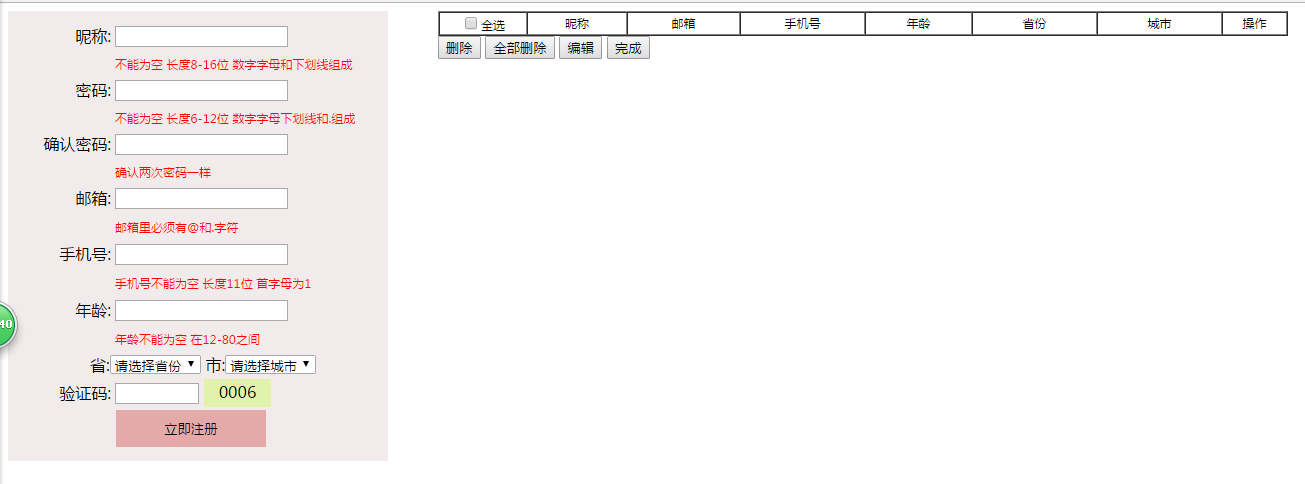 昵称:
不能为空 长度8-16位 数字字母和下划线组成
密码:
不能为空 长度6-12位 数字字母下划线和.组成
确认密码:
确认两次密码一样
邮箱:
邮箱里必须有@和.字符
手机号:
手机号不能为空 长度11位 首字母为1
40
年龄:
年龄不能为空 在12-80之间
省: 请选择省份 市: 请选择城市
验证码: 0006
立即注册
全选 昵称 邮箱 手机号 年龄 省份 城市 操作
删除 全部删除 编辑 完成